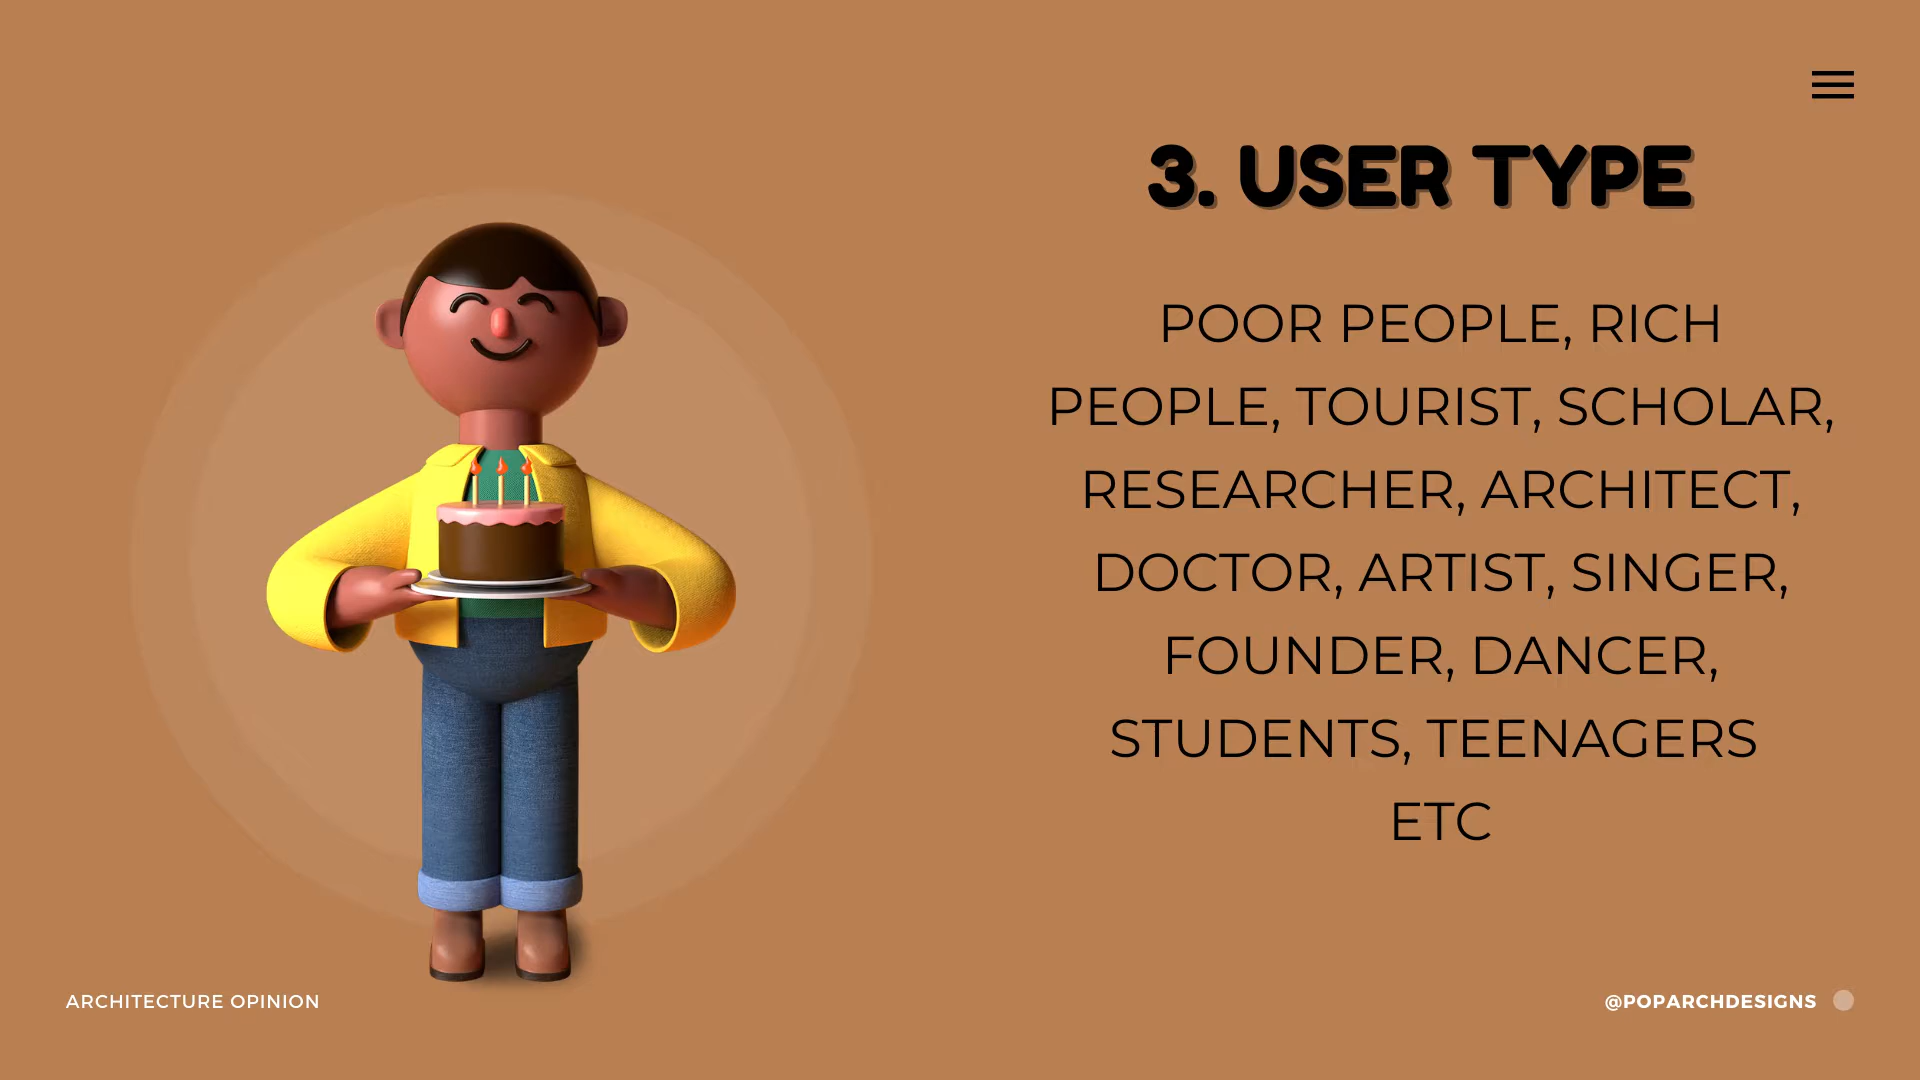 3. USER TYPE
POOR PEOPLE, RICH
PEOPLE, TOURIST, SCHOLAR,
RESEARCHER, ARCHITECT,
DOCTOR, ARTIST, SINGER,
FOUNDER, DANCER,
STUDENTS, TEENAGERS
ETC
ARCHITECTURE OPINION
@POPARCHDESIGNS